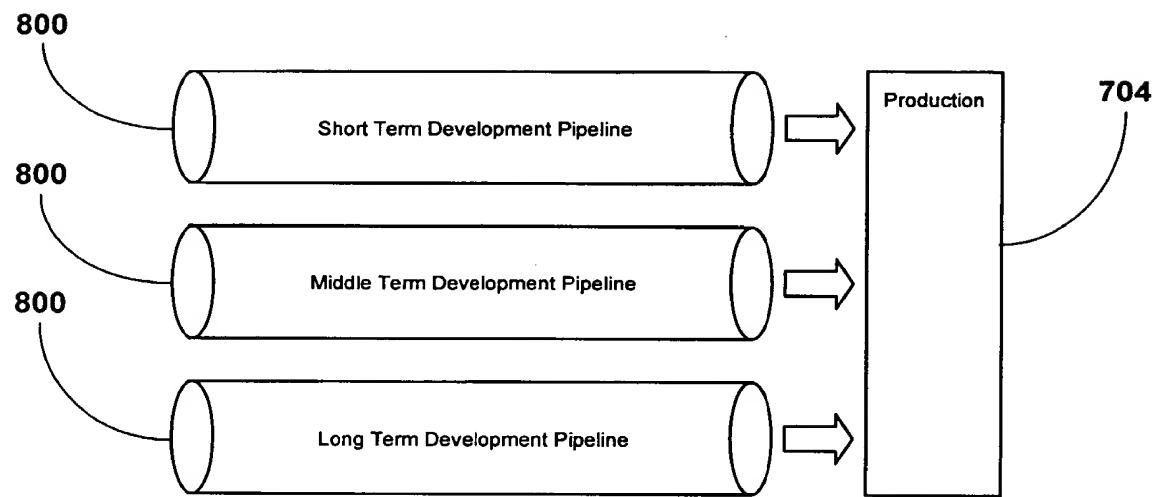 800
Short Term Development Pipeline
Production
704
800
Middle Term Development Pipeline
800
Long Term Development Pipeline